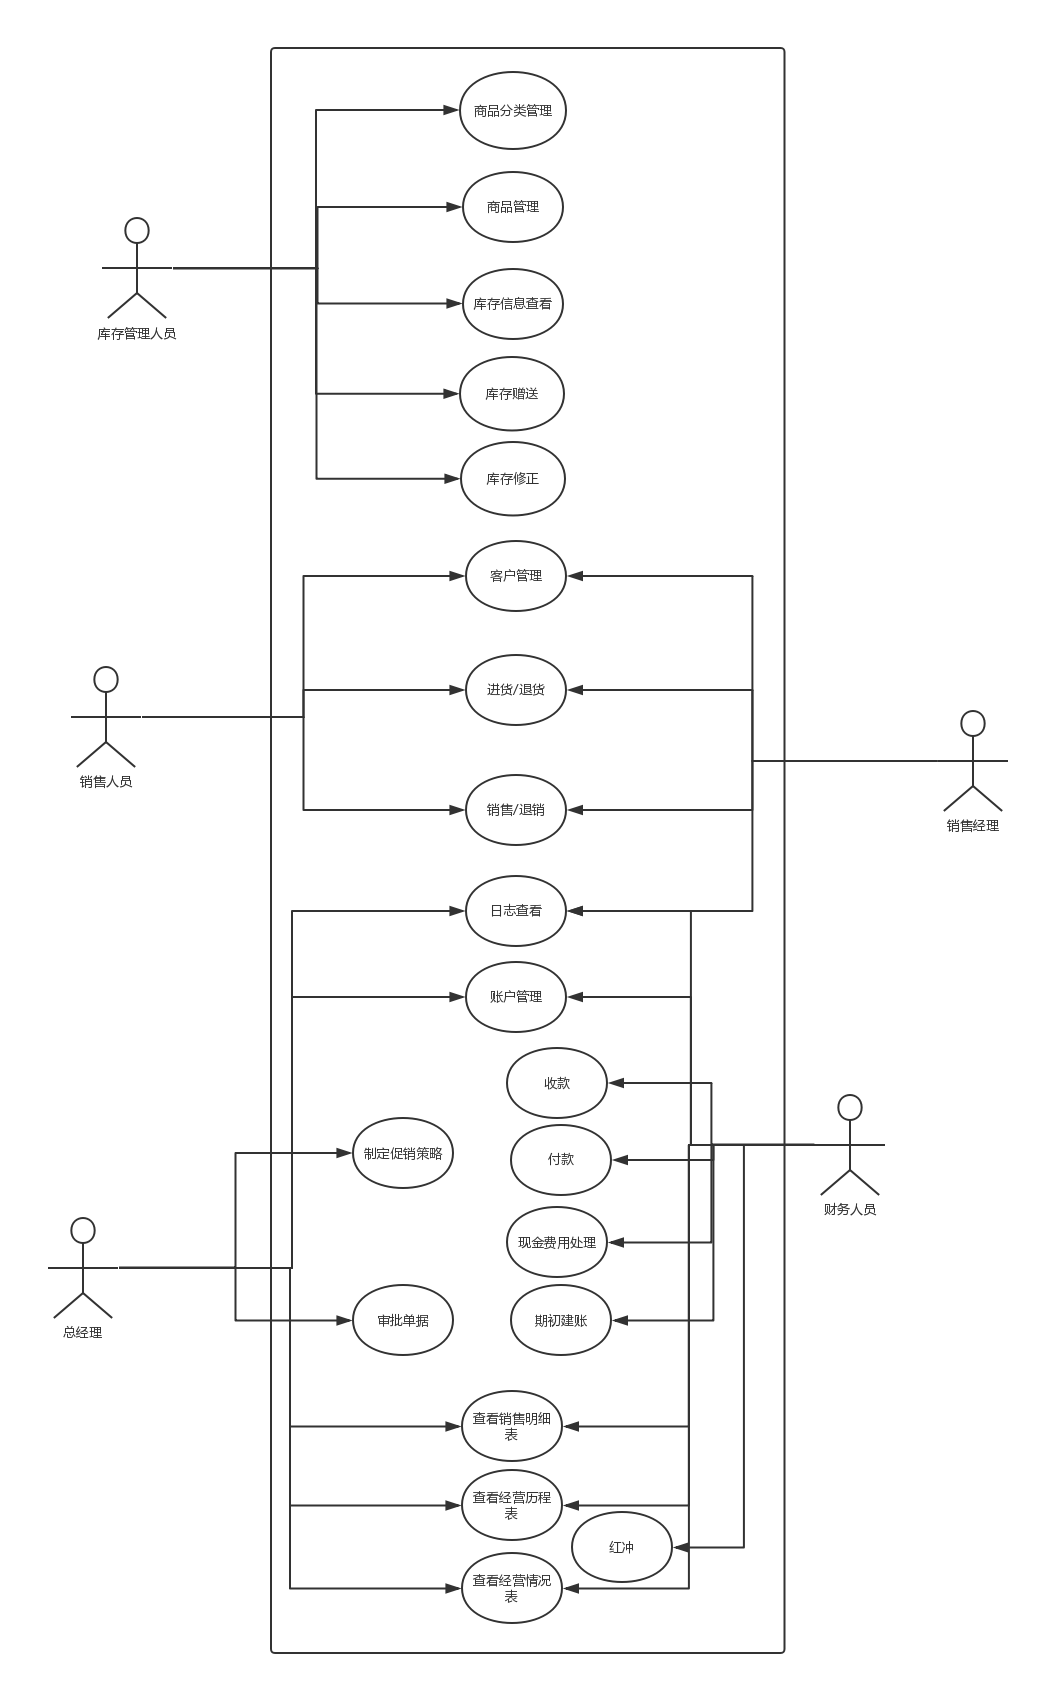 商品分类管理
商品管理
库存信息查看
库存管理人员
库存赠送
库存修正
客户管理
进货/退货
销售人员
销售/退销
销售经理
日志查看
账户管理
收款
制定促销策略
付款
财务人员
现金费用处理
总经理
审批单据
期初建账
查看销售明细
表
查看经营历程
表
红冲
查看经营情况
表